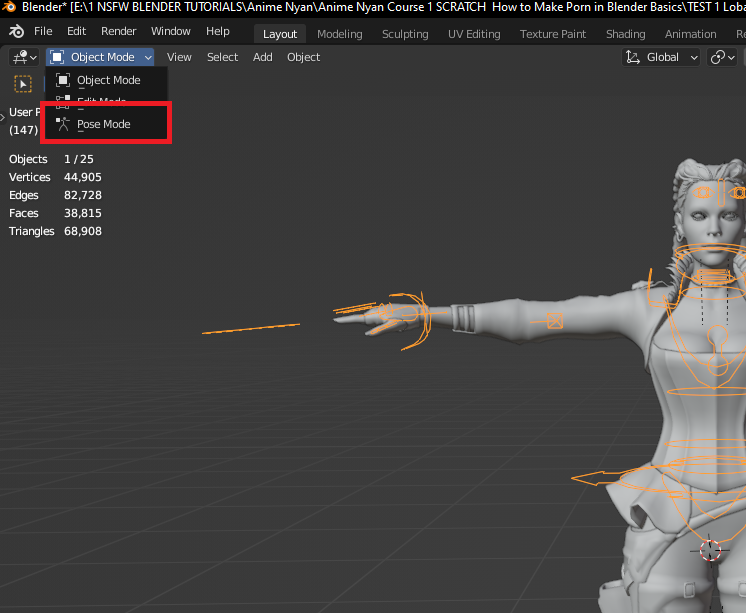 Blender* [E:\1 NSFW BLENDER TUTORIALS\Anime Nyan\Anime Nyan Course 1 SCRATCH  How to Make Porn in Blender Basics\TEST 1 Loba
File Edit Render Window Help Layout Modeling Sculpting UV Editing Texture Paint Shading Animation Re
Object Mode View Select Add Object Global
Object Mode
Edit Mode
User P
Pose Mode
(147)
Objects 1 / 25
Vertices 44,905
Edges 82,728
Faces 38,815
Triangles 68,908